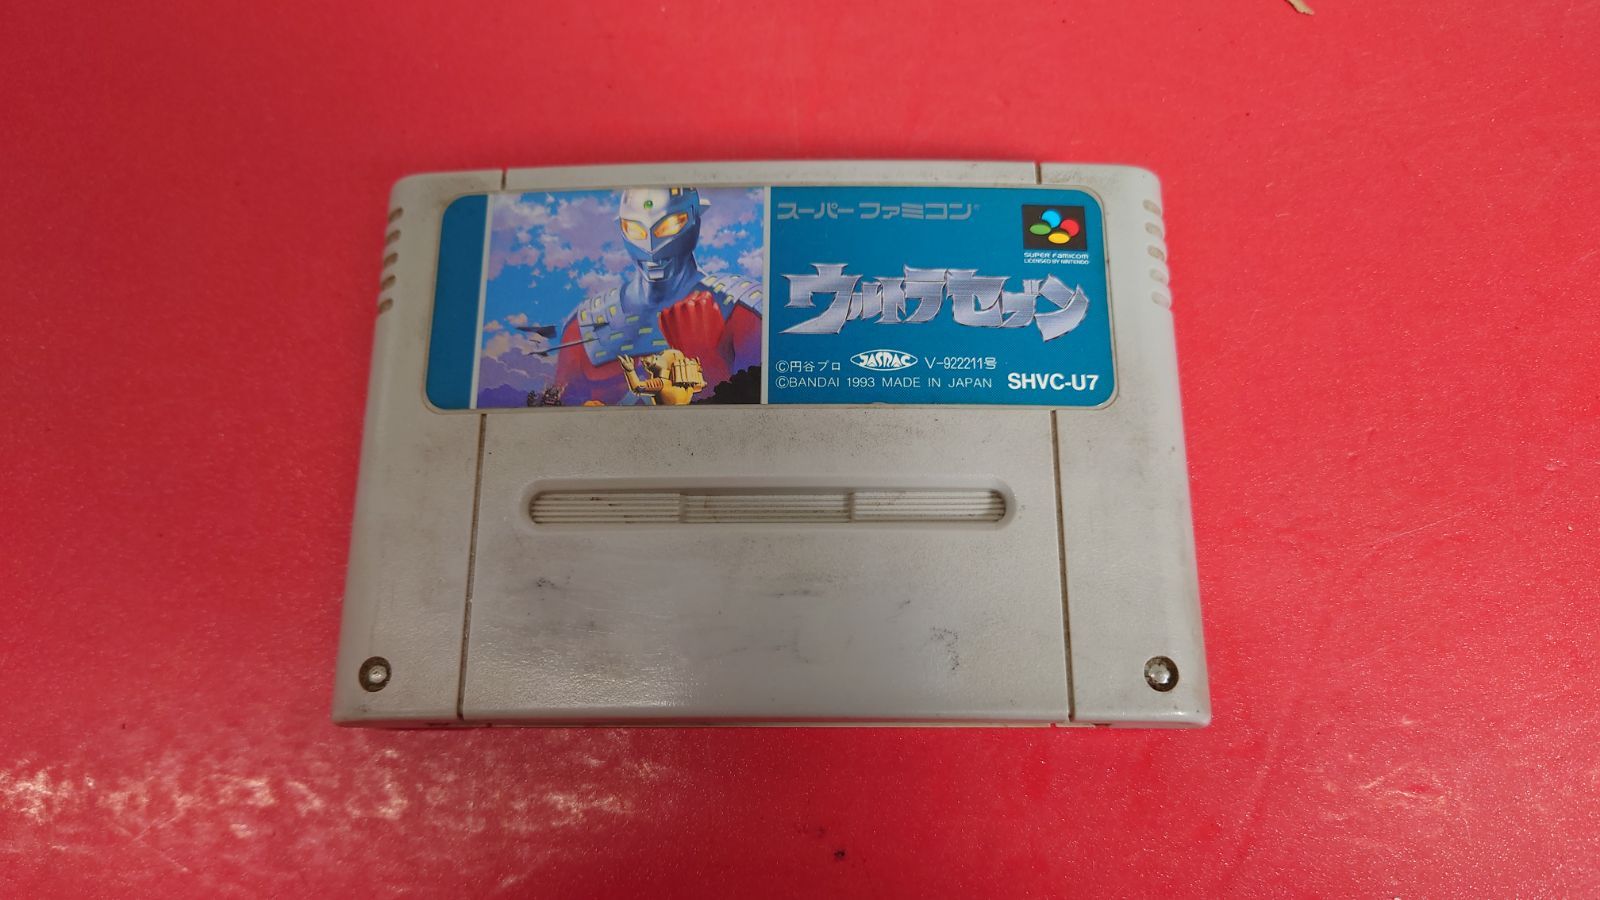 スーパーファミコン
SUPER FAMICOM
LICENSED BY NINTENDO
ウルトラセブン
©円谷プロ JASRAC V-922211号
©BANDAI 1993 MADE IN JAPAN SHVC-U7